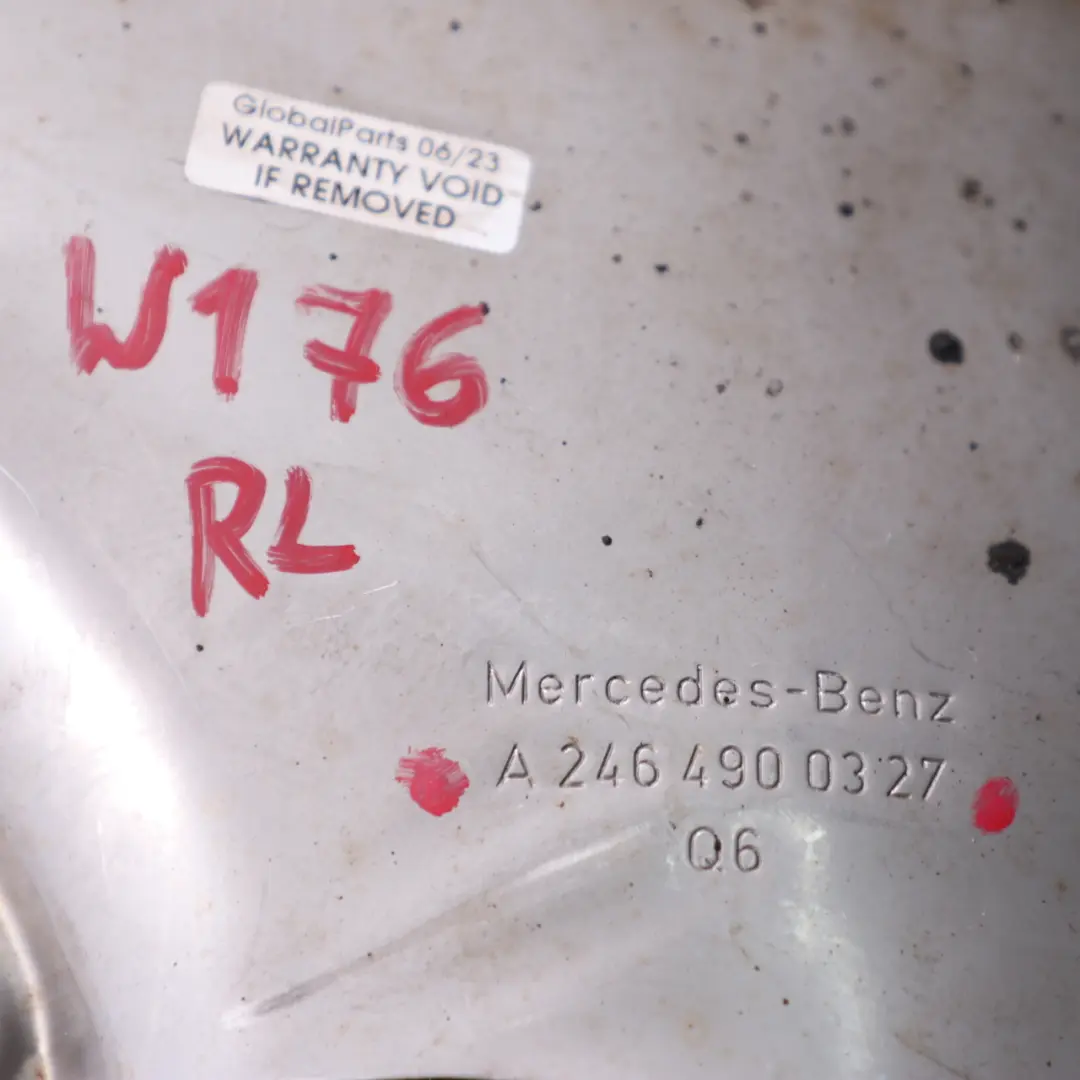 GlobalParts 06/23
WARRANTY VOID
IF REMOVED
W176
RL
Mercedes-Benz
A 246 490 03 27
Q6